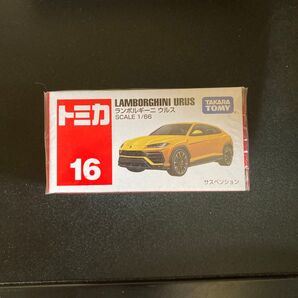 トミカ
16
LAMBORGHINI URUS
ランボルギーニ ウルス
SCALE 1/66
TAKARA
TOMY
サスペンション